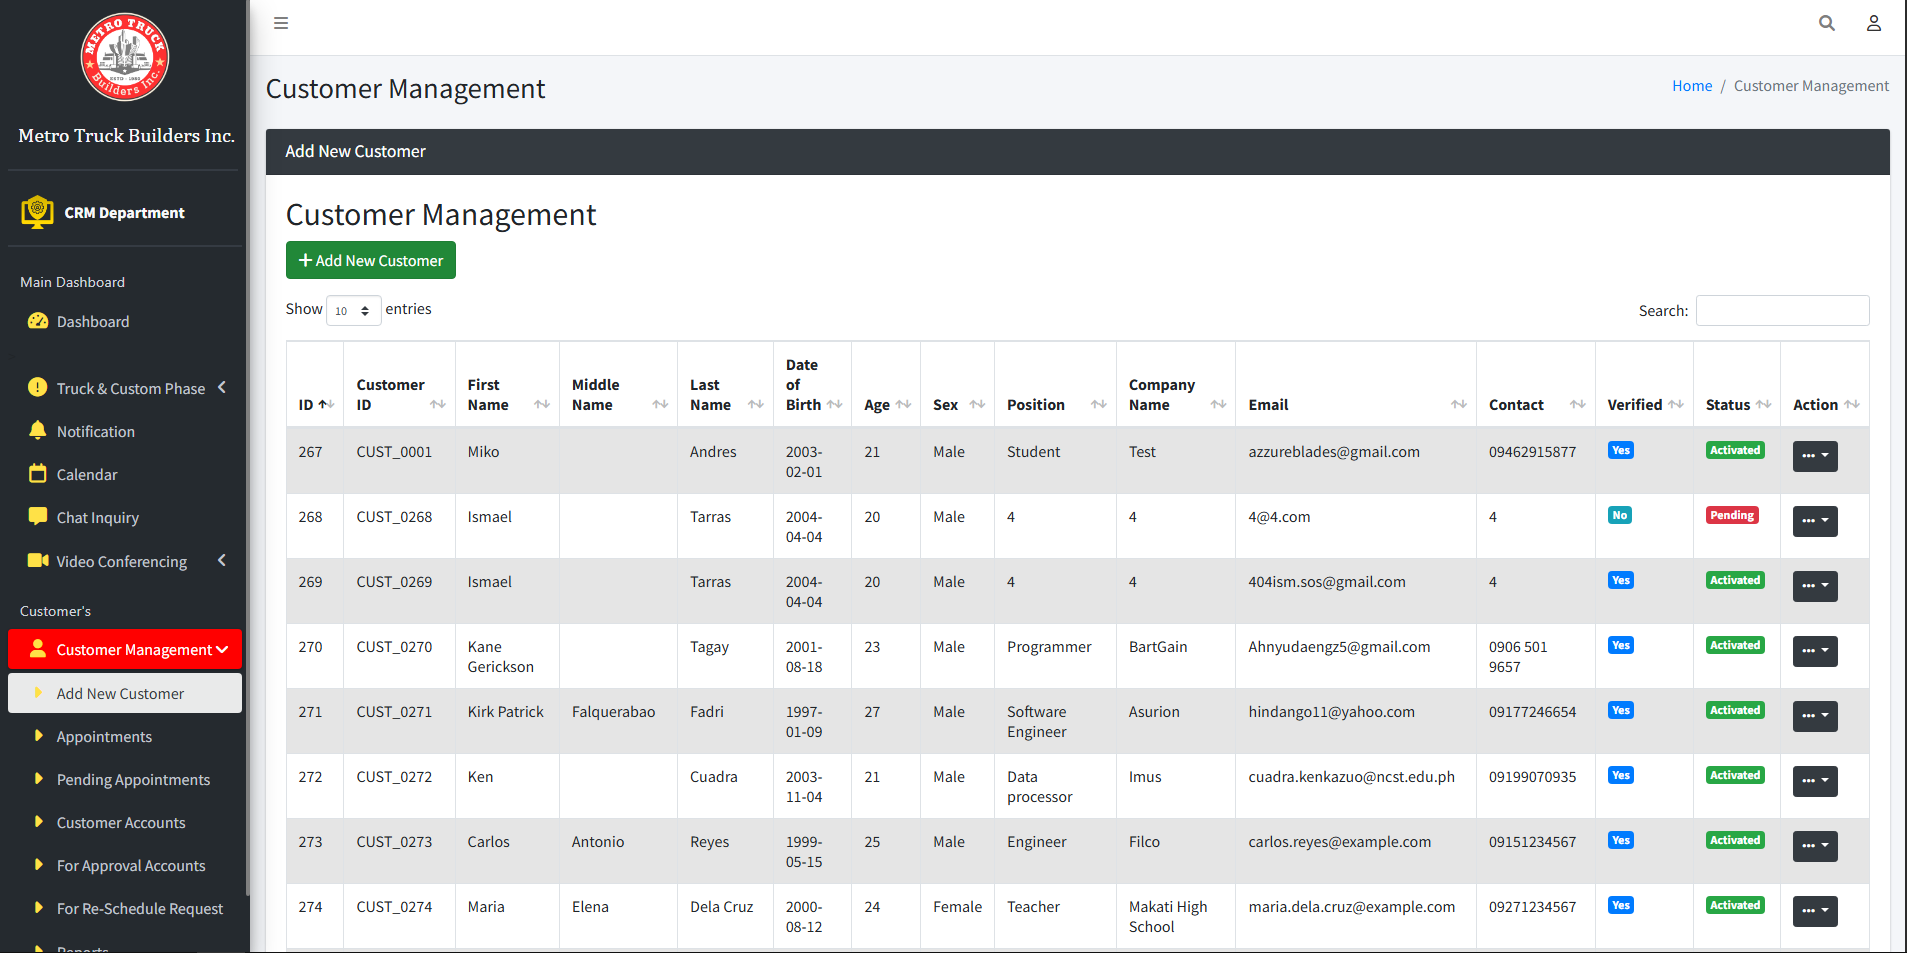 METRO TRUCK
ESTD - 1988
Builders Inc.
Metro Truck Builders Inc.
CRM Department
Main Dashboard
Dashboard
Truck & Custom Phase
Notification
Calendar
Chat Inquiry
Video Conferencing
Customer's
Customer Management
Add New Customer
Appointments
Pending Appointments
Customer Accounts
For Approval Accounts
For Re-Schedule Request
Reports
Customer Management
Home / Customer Management
Add New Customer
Customer Management
Add New Customer
Show 10 entries
Search:
ID Customer ID First Name Middle Name Last Name Date of Birth Age Sex Position Company Name Email Contact Verified Status Action
267 CUST_0001 Miko Andres 2003-02-01 21 Male Student Test azzureblades@gmail.com 09462915877 Yes Activated
268 CUST_0268 Ismael Tarras 2004-04-04 20 Male 4 4 4@4.com 4 No Pending
269 CUST_0269 Ismael Tarras 2004-04-04 20 Male 4 4 404ism.sos@gmail.com 4 Yes Activated
270 CUST_0270 Kane Gerickson Tagay 2001-08-18 23 Male Programmer BartGain Ahnyudaengz5@gmail.com 0906 501 9657 Yes Activated
271 CUST_0271 Kirk Patrick Falquerabao Fadri 1997-01-09 27 Male Software Engineer Asurion hindango11@yahoo.com 09177246654 Yes Activated
272 CUST_0272 Ken Cuadra 2003-11-04 21 Male Data processor Imus cuadra.kenkazuo@ncst.edu.ph 09199070935 Yes Activated
273 CUST_0273 Carlos Antonio Reyes 1999-05-15 25 Male Engineer Filco carlos.reyes@example.com 09151234567 Yes Activated
274 CUST_0274 Maria Elena Dela Cruz 2000-08-12 24 Female Teacher Makati High School maria.dela.cruz@example.com 09271234567 Yes Activated